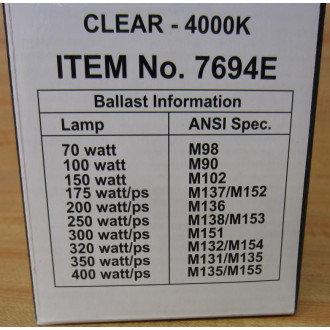 CLEAR - 4000K
ITEM No. 7694E
Ballast Information
Lamp ANSI Spec.
70 watt M98
100 watt M90
150 watt M102
175 watt/ps M137/M152
200 watt/ps M136
250 watt/ps M138/M153
300 watt/ps M151
320 watt/ps M132/M154
350 watt/ps M131/M135
400 watt/ps M135/M155